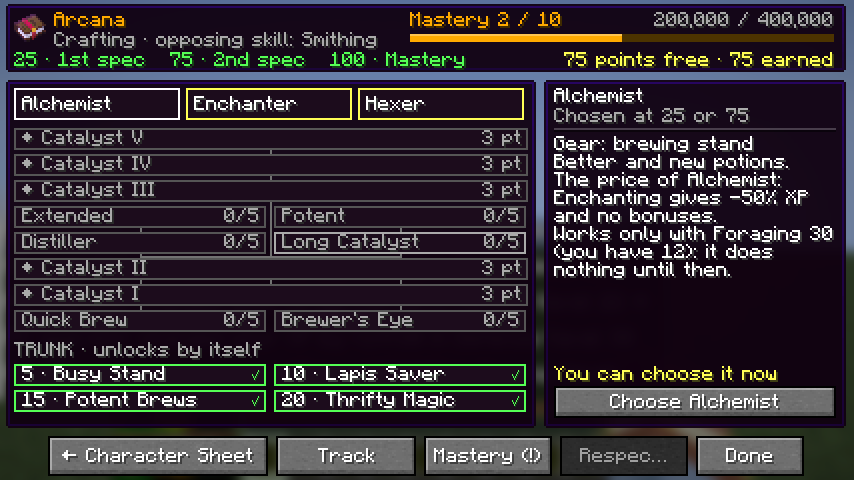 Arcana
Mastery 2 / 10
200,000 / 400,000
Crafting · opposing skill: Smithing
25 · 1st spec 75 · 2nd spec 100 · Mastery
75 points free · 75 earned
Alchemist
Enchanter
Hexer
◆ Catalyst V 3 pt
◆ Catalyst IV 3 pt
◆ Catalyst III 3 pt
Extended 0/5
Potent 0/5
Distiller 0/5
Long Catalyst 0/5
◆ Catalyst II 3 pt
◆ Catalyst I 3 pt
Quick Brew 0/5
Brewer's Eye 0/5
TRUNK · unlocks by itself
5 · Busy Stand ✓
10 · Lapis Saver ✓
15 · Potent Brews ✓
20 · Thrifty Magic ✓
Alchemist
Chosen at 25 or 75
Gear: brewing stand
Better and new potions.
The price of Alchemist:
Enchanting gives -50% XP
and no bonuses.
Works only with Foraging 30
(you have 12): it does
nothing until then.
You can choose it now
Choose Alchemist
← Character Sheet
Track
Mastery (!)
Respec...
Done